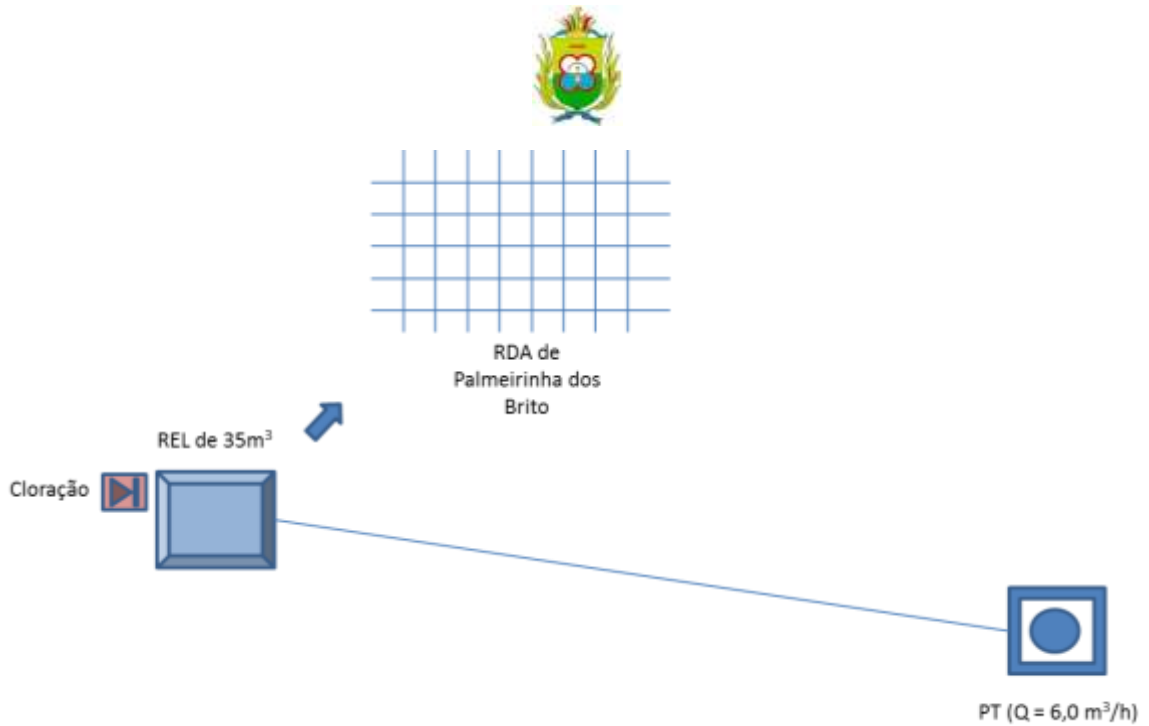 RDA de
Palmeirinha dos
Brito
REL de 35m³
Cloração
PT (Q = 6,0 m³/h)